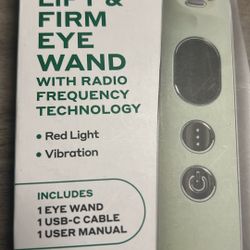 LIFT &
FIRM
EYE
WAND
WITH RADIO
FREQUENCY
TECHNOLOGY
• Red Light
• Vibration
INCLUDES
1 EYE WAND
1 USB-C CABLE
1 USER MANUAL